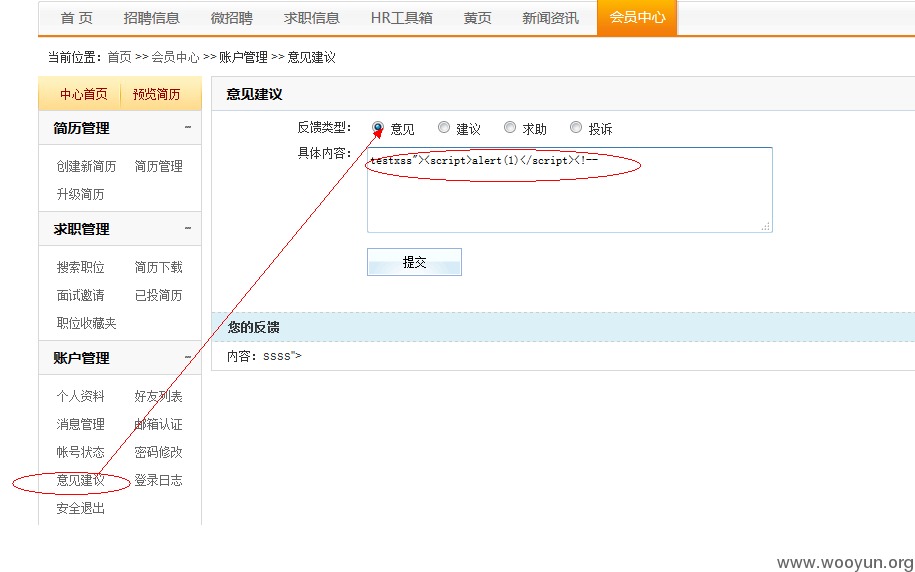 首 页 招聘信息 微招聘 求职信息 HR工具箱 黄页 新闻资讯 会员中心
当前位置：首页 >> 会员中心 >> 账户管理 >> 意见建议
中心首页 预览简历
简历管理 -
创建新简历 简历管理
升级简历
求职管理 -
搜索职位 简历下载
面试邀请 已投简历
职位收藏夹
账户管理 -
个人资料 好友列表
消息管理 邮箱认证
帐号状态 密码修改
意见建议 登录日志
安全退出
意见建议
反馈类型： 意见 建议 求助 投诉
具体内容： testxss"><script>alert(1)</script><!--
提交
您的反馈
内容：ssss">
www.wooyun.org